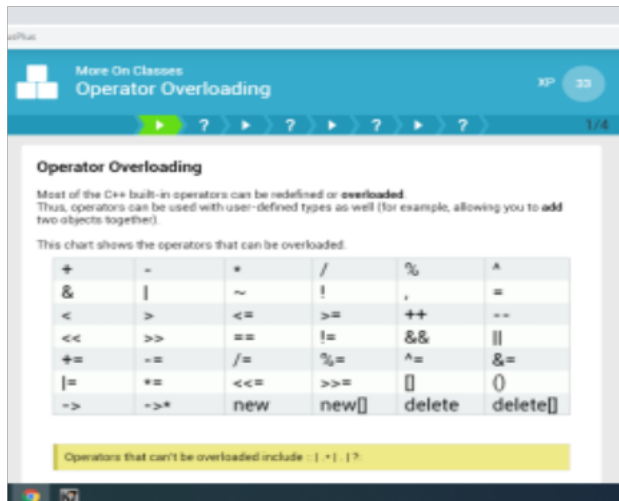 More On Classes
Operator Overloading
XP 33
? ? ? ? 1/4
Operator Overloading
Most of the C++ built-in operators can be redefined or overloaded.
Thus, operators can be used with user-defined types as well (for example, allowing you to add
two objects together).
This chart shows the operators that can be overloaded.
+ - * / % ^
& | ~ ! , =
< > <= >= ++ --
<< >> == != && ||
+= -= /= %= ^= &=
|= *= <<= >>= [] ()
-> ->* new new[] delete delete[]
Operators that can't be overloaded include :: | .* | . | ?: